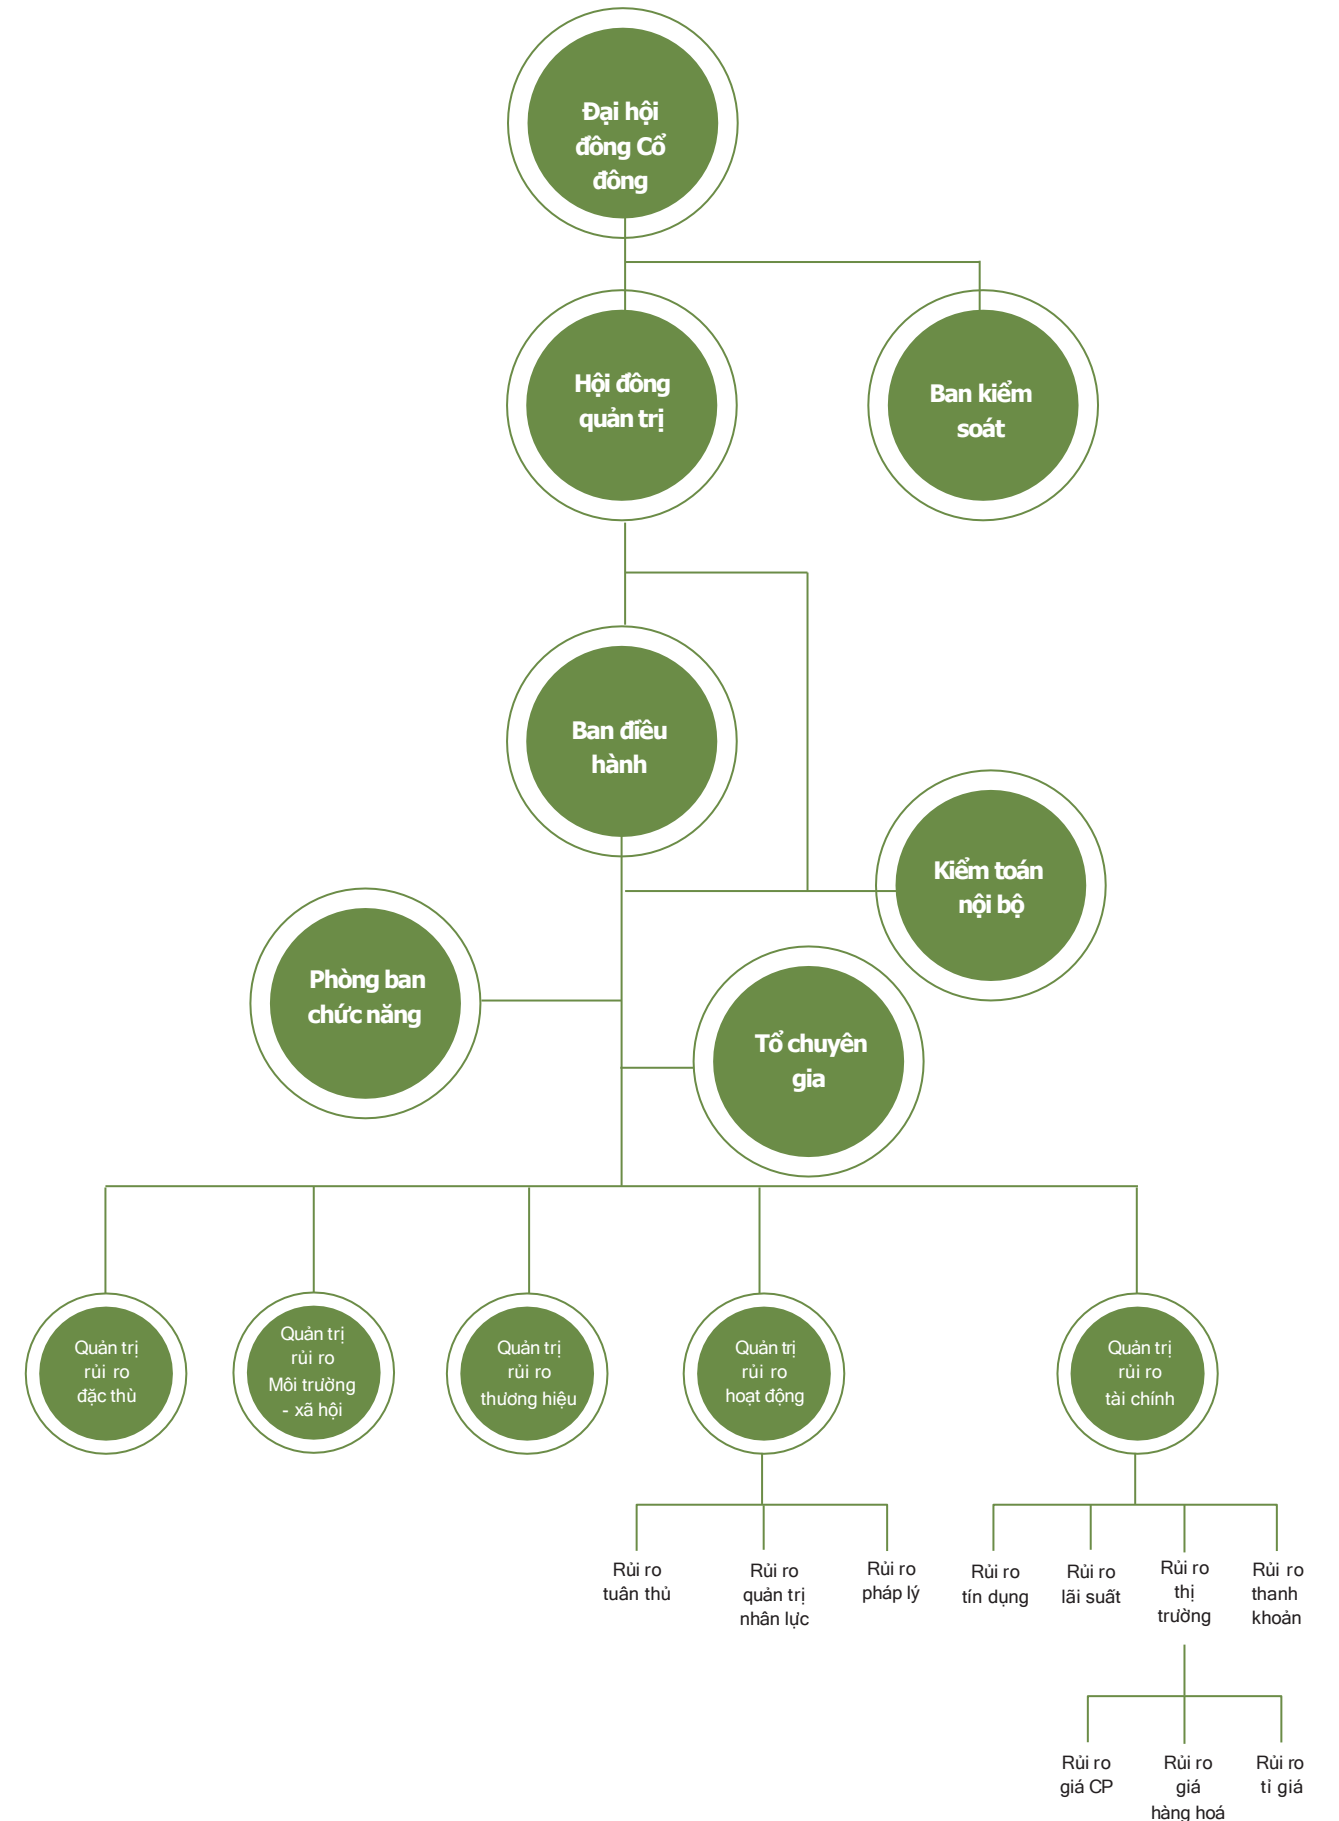 Đại hội
đông Cổ
đông
Hội đông
quản trị
Ban kiểm
soát
Ban điêu
hành
Kiểm toán
nội bộ
Phòng ban
chức năng
Tổ chuyên
gia
Quản trị
rủi ro
đặc thù
Quản trị
rủi ro
Môi trường
- xã hội
Quản trị
rủi ro
thương hiệu
Quản trị
rủi ro
hoạt động
Quản trị
rủi ro
tài chính
Rủi ro
tuân thủ
Rủi ro
quản trị
nhân lực
Rủi ro
pháp lý
Rủi ro
tín dụng
Rủi ro
lãi suất
Rủi ro
thị
trường
Rủi ro
thanh
khoản
Rủi ro
giá CP
Rủi ro
giá
hàng hoá
Rủi ro
tỉ giá